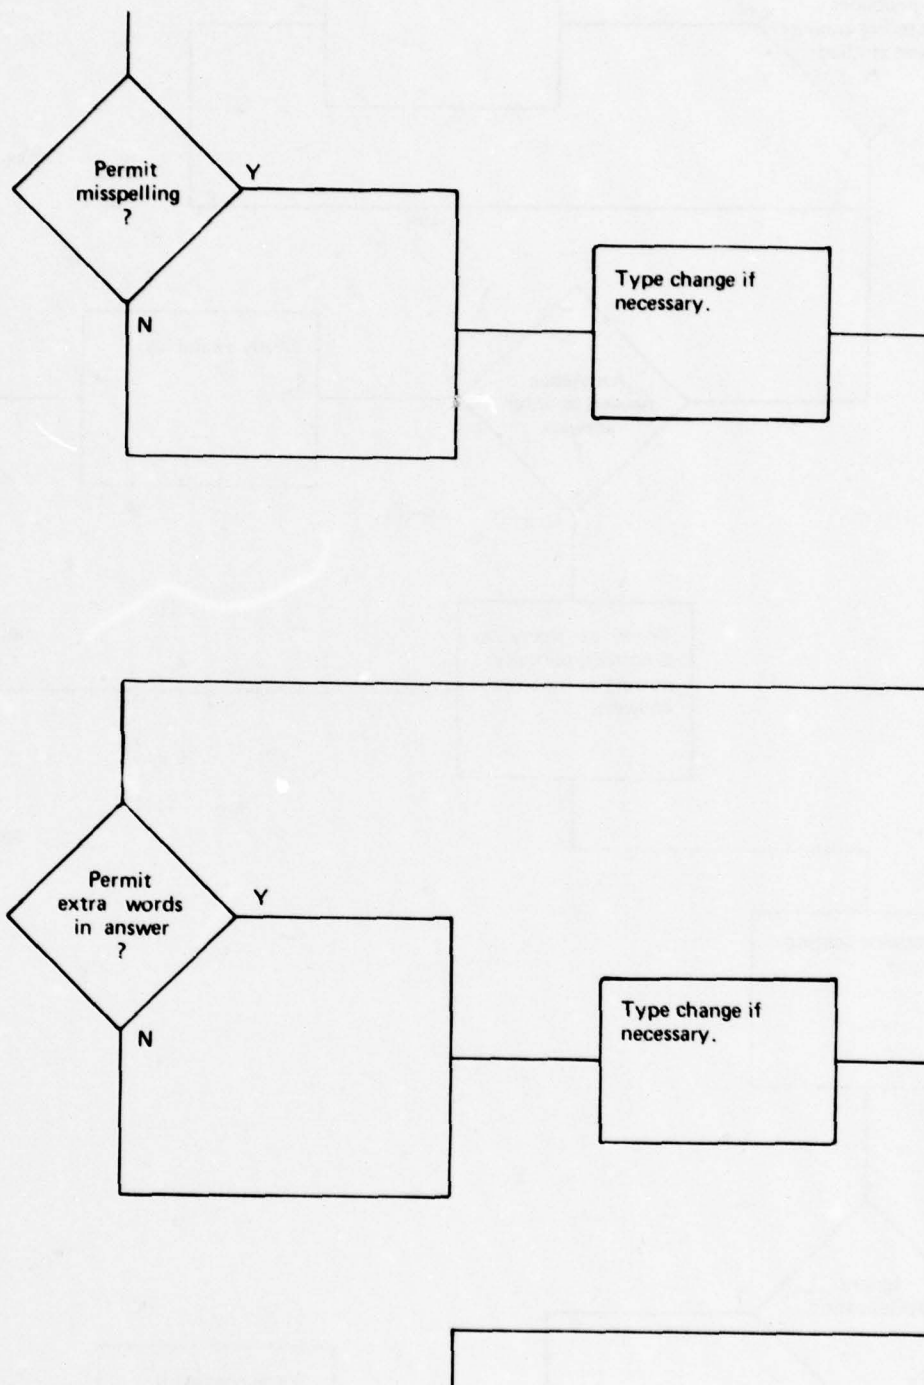 Permit
misspelling
?
Y
N
Type change if
necessary.
Permit
extra words
in answer
?
Y
N
Type change if
necessary.